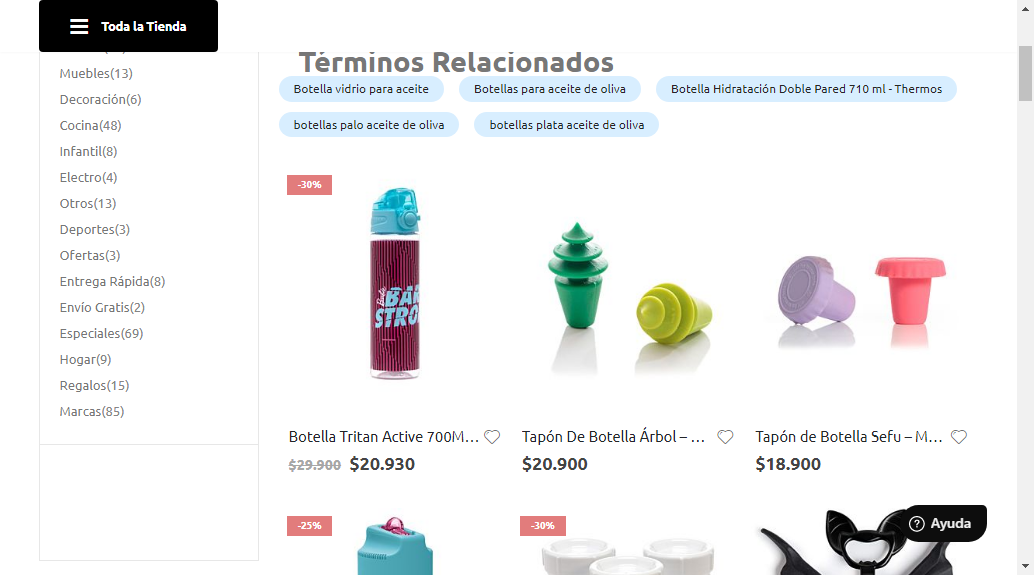 Toda la Tienda
Muebles(13)
Decoración(6)
Cocina(48)
Infantil(8)
Electro(4)
Otros(13)
Deportes(3)
Ofertas(3)
Entrega Rápida(8)
Envío Gratis(2)
Especiales(69)
Hogar(9)
Regalos(15)
Marcas(85)
Términos Relacionados
Botella vidrio para aceite
Botellas para aceite de oliva
Botella Hidratación Doble Pared 710 ml - Thermos
botellas palo aceite de oliva
botellas plata aceite de oliva
-30%
BAR
STRO
Botella Tritan Active 700M...
$29.900 $20.930
Tapón De Botella Árbol – ...
$20.900
Tapón de Botella Sefu – M...
$18.900
-25%
-30%
Ayuda